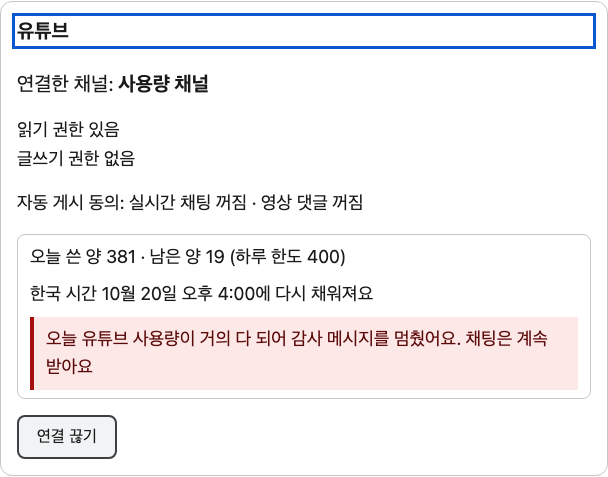 유튜브
연결한 채널: 사용량 채널
읽기 권한 있음
글쓰기 권한 없음
자동 게시 동의: 실시간 채팅 꺼짐 · 영상 댓글 꺼짐
오늘 쓴 양 381 · 남은 양 19 (하루 한도 400)
한국 시간 10월 20일 오후 4:00에 다시 채워져요
오늘 유튜브 사용량이 거의 다 되어 감사 메시지를 멈췄어요. 채팅은 계속
받아요
연결 끊기